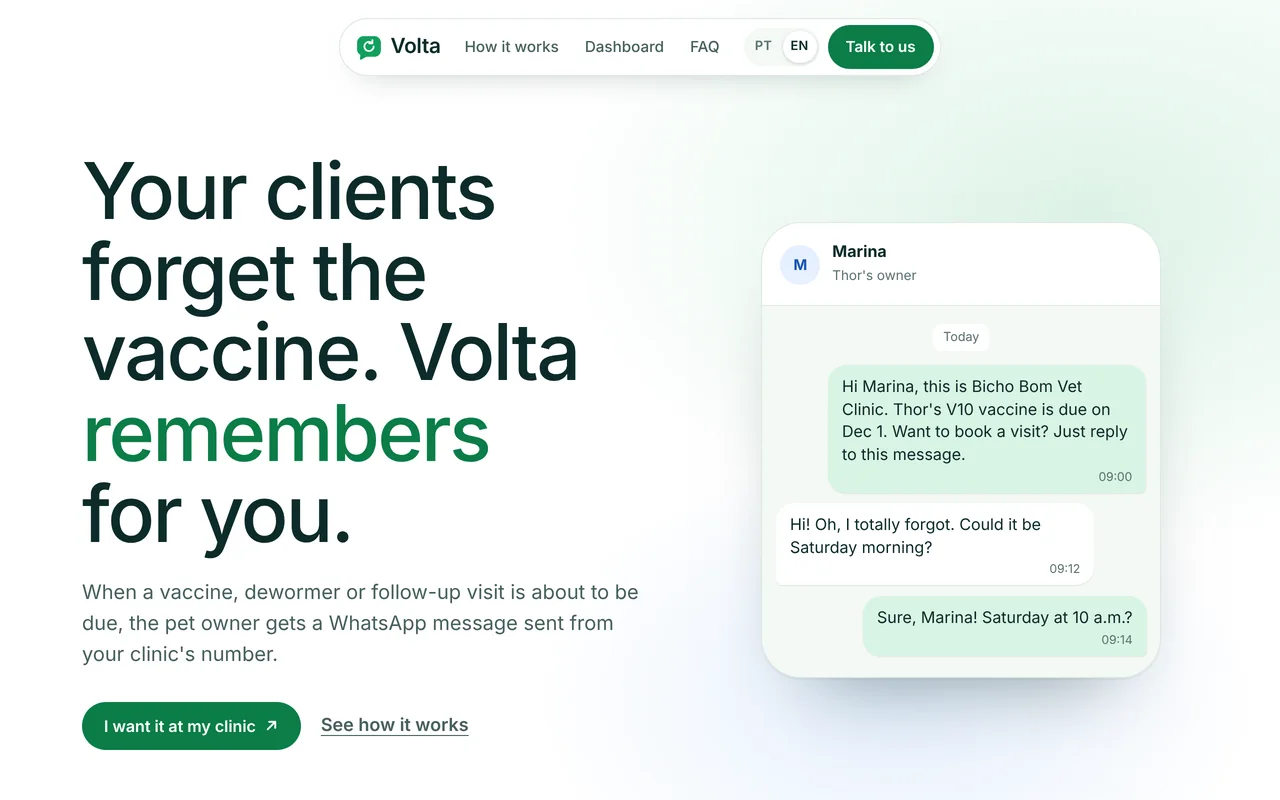 Volta
How it works
Dashboard
FAQ
PT
EN
Talk to us
Your clients
forget the
vaccine. Volta
remembers
for you.
When a vaccine, dewormer or follow-up visit is about to be
due, the pet owner gets a WhatsApp message sent from
your clinic's number.
I want it at my clinic ↗
See how it works
M
Marina
Thor's owner
Today
Hi Marina, this is Bicho Bom Vet
Clinic. Thor's V10 vaccine is due on
Dec 1. Want to book a visit? Just reply
to this message.
09:00
Hi! Oh, I totally forgot. Could it be
Saturday morning?
09:12
Sure, Marina! Saturday at 10 a.m.?
09:14